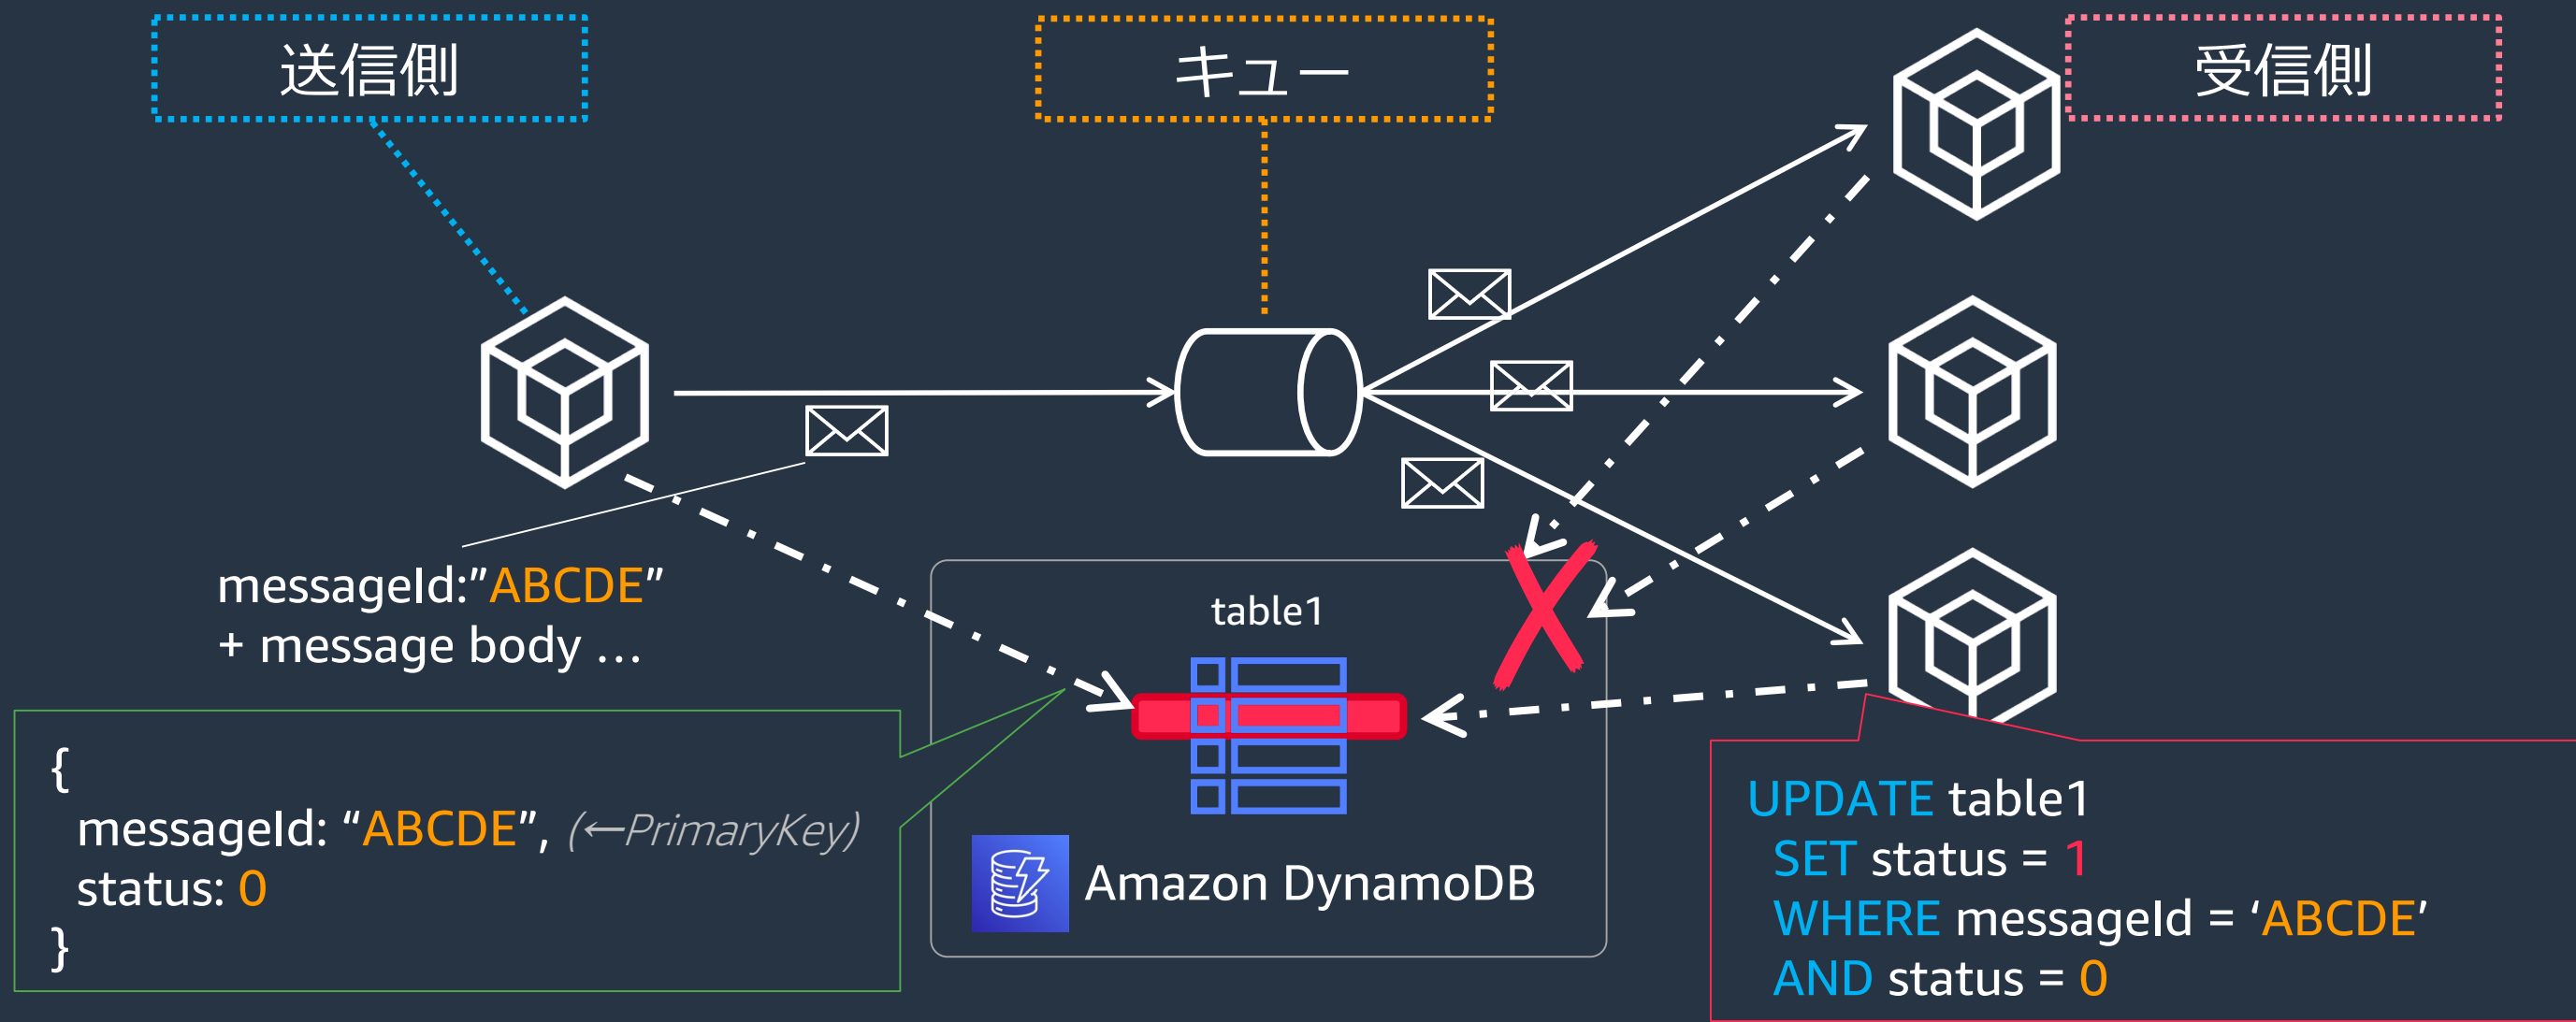 送信側
キュー
受信側
messageId:”ABCDE”
+ message body …
{
messageId: “ABCDE”, (←PrimaryKey)
status: 0
}
table1
Amazon DynamoDB
UPDATE table1
SET status = 1
WHERE messageId = ‘ABCDE’
AND status = 0